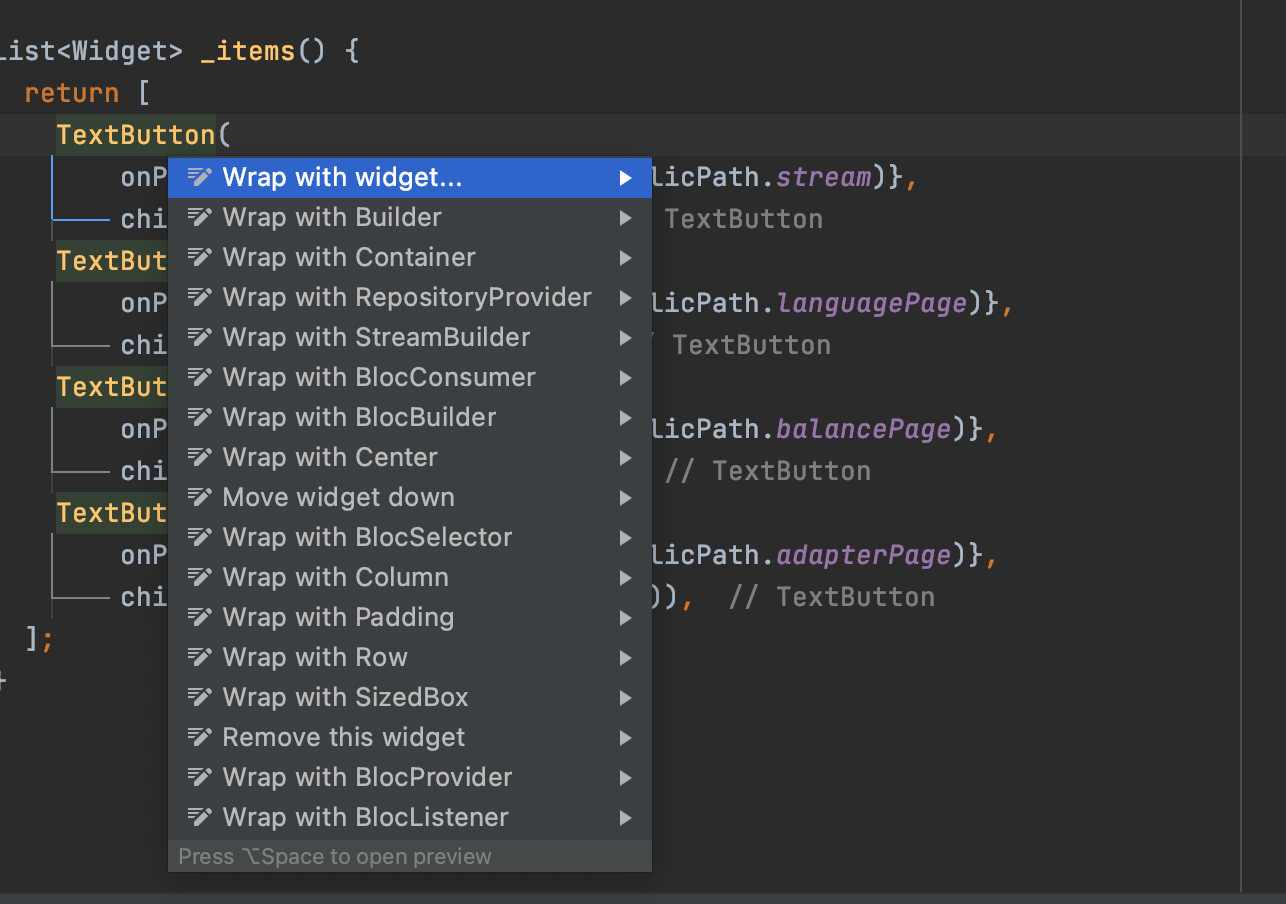 List<Widget> _items() {
return [
TextButton(
onP licPath.stream)},
chi TextButton
TextBut
onP licPath.languagePage)},
chi / TextButton
TextBut
onP licPath.balancePage)},
chi // TextButton
TextBut
onP licPath.adapterPage)},
chi )), // TextButton
];
Wrap with widget...
Wrap with Builder
Wrap with Container
Wrap with RepositoryProvider
Wrap with StreamBuilder
Wrap with BlocConsumer
Wrap with BlocBuilder
Wrap with Center
Move widget down
Wrap with BlocSelector
Wrap with Column
Wrap with Padding
Wrap with Row
Wrap with SizedBox
Remove this widget
Wrap with BlocProvider
Wrap with BlocListener
Press ⌥Space to open preview